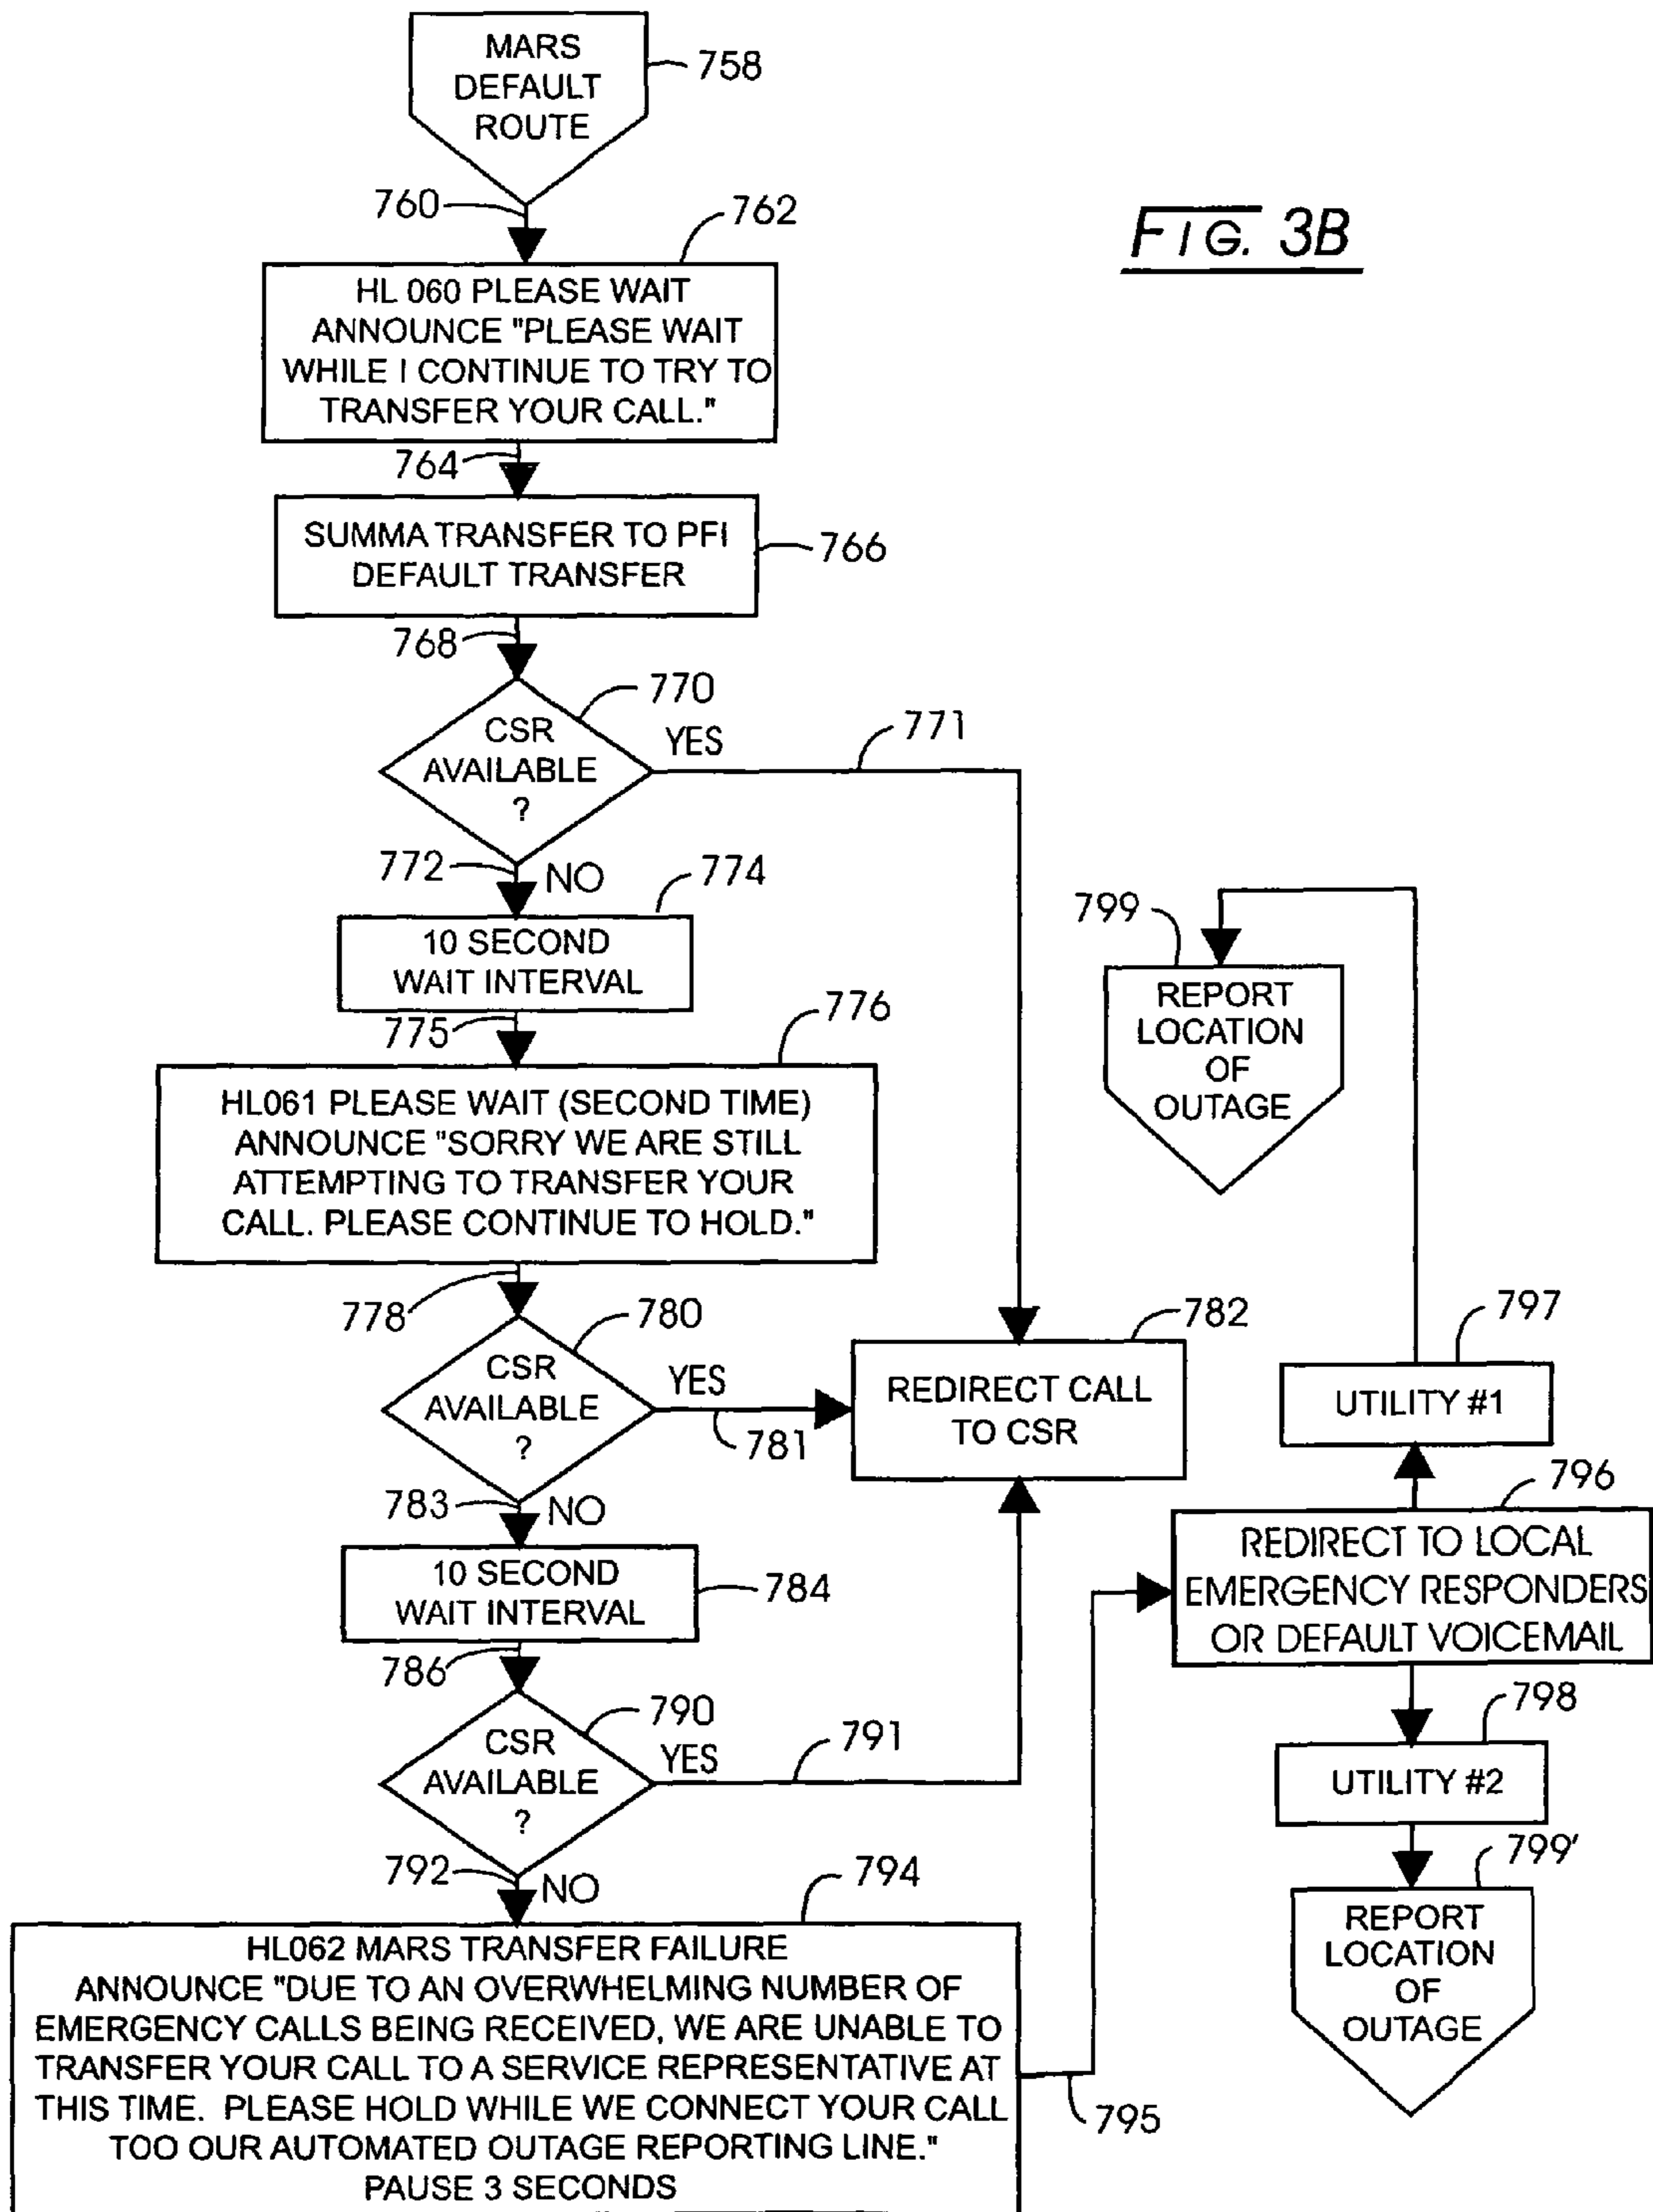 MARS
DEFAULT
ROUTE
758
760
762
FIG. 3B
HL 060 PLEASE WAIT
ANNOUNCE "PLEASE WAIT
WHILE I CONTINUE TO TRY TO
TRANSFER YOUR CALL."
764
SUMMA TRANSFER TO PFI
DEFAULT TRANSFER
766
768
770
CSR
AVAILABLE
?
YES
771
772
NO
774
10 SECOND
WAIT INTERVAL
775
776
HL061 PLEASE WAIT (SECOND TIME)
ANNOUNCE "SORRY WE ARE STILL
ATTEMPTING TO TRANSFER YOUR
CALL. PLEASE CONTINUE TO HOLD."
778
780
CSR
AVAILABLE
?
YES
781
782
REDIRECT CALL
TO CSR
783
NO
10 SECOND
WAIT INTERVAL
784
786
790
CSR
AVAILABLE
?
YES
791
792
NO
794
HL062 MARS TRANSFER FAILURE
ANNOUNCE "DUE TO AN OVERWHELMING NUMBER OF
EMERGENCY CALLS BEING RECEIVED, WE ARE UNABLE TO
TRANSFER YOUR CALL TO A SERVICE REPRESENTATIVE AT
THIS TIME. PLEASE HOLD WHILE WE CONNECT YOUR CALL
TOO OUR AUTOMATED OUTAGE REPORTING LINE."
PAUSE 3 SECONDS
795
796
REDIRECT TO LOCAL
EMERGENCY RESPONDERS
OR DEFAULT VOICEMAIL
797
UTILITY #1
799
REPORT
LOCATION
OF
OUTAGE
798
UTILITY #2
799'
REPORT
LOCATION
OF
OUTAGE